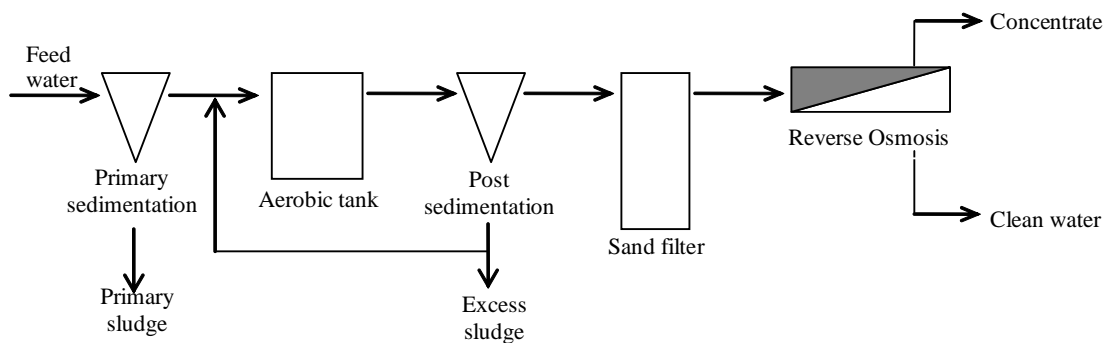 Feed
water
Primary
sedimentation
Primary
sludge
Aerobic tank
Post
sedimentation
Excess
sludge
Sand filter
Reverse Osmosis
Concentrate
Clean water